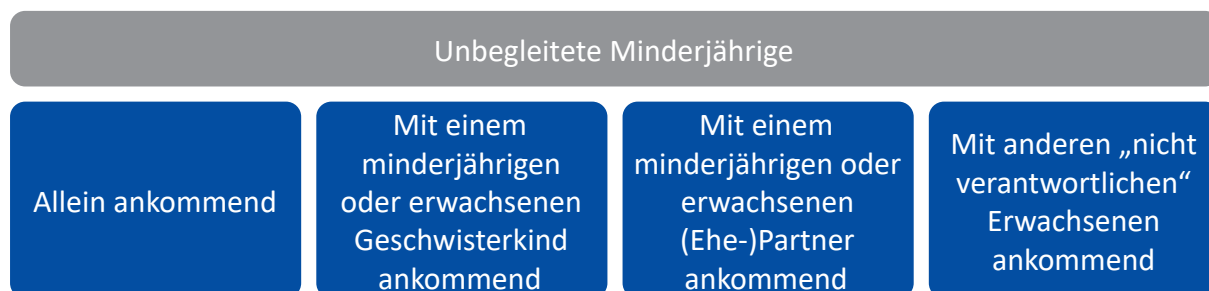 Unbegleitete Minderjährige
Allein ankommend
Mit einem
minderjährigen
oder erwachsenen
Geschwisterkind
ankommend
Mit einem
minderjährigen oder
erwachsenen
(Ehe-)Partner
ankommend
Mit anderen „nicht
verantwortlichen“
Erwachsenen
ankommend